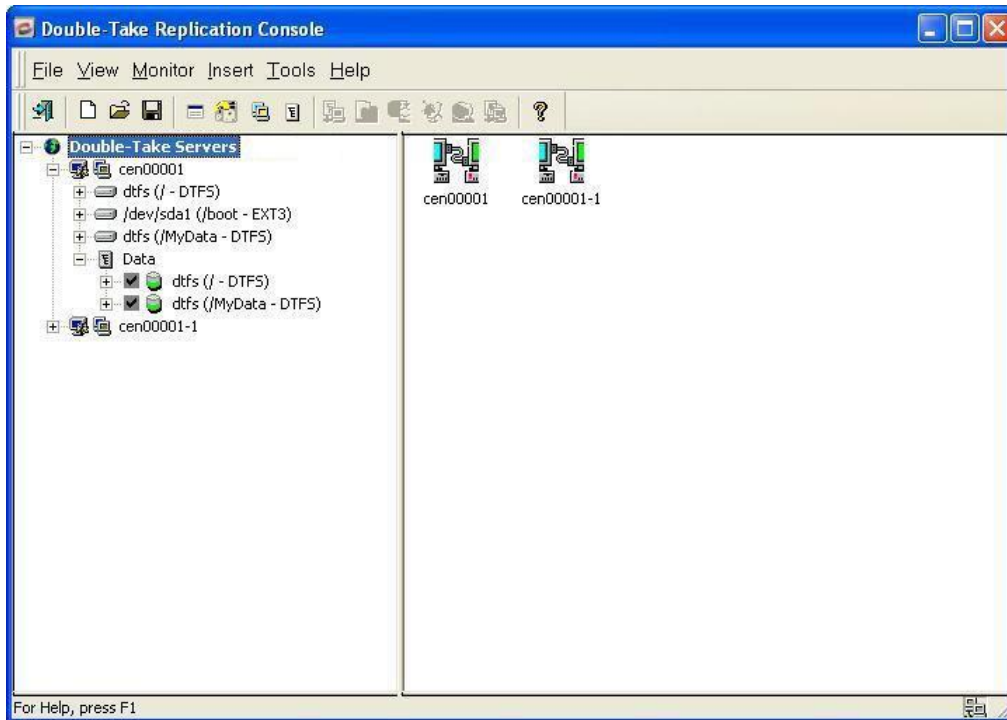 Double-Take Replication Console
File View Monitor Insert Tools Help
Double-Take Servers
cen00001
dtfs (/ - DTFS)
/dev/sda1 (/boot - EXT3)
dtfs (/MyData - DTFS)
Data
dtfs (/ - DTFS)
dtfs (/MyData - DTFS)
cen00001-1
cen00001 cen00001-1
For Help, press F1